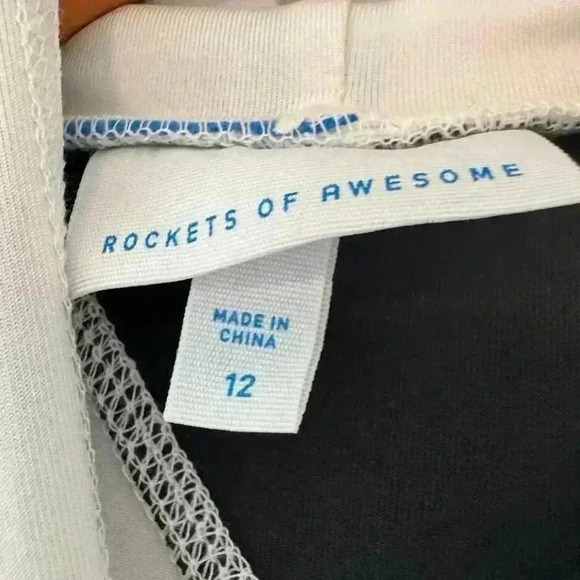 ROCKETS OF AWESOME
MADE IN
CHINA
12